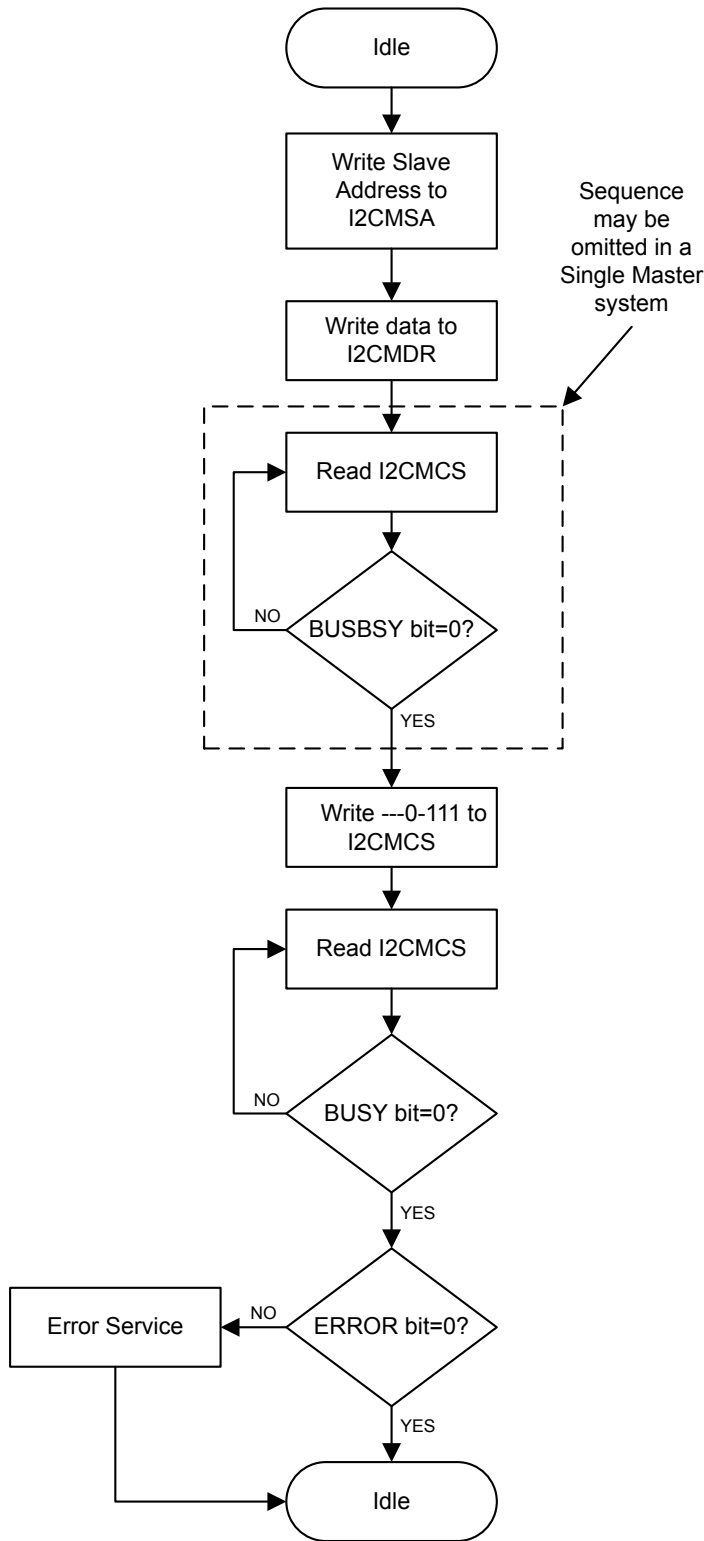 Idle
Write Slave
Address to
I2CMSA
Sequence
may be
omitted in a
Single Master
system
Write data to
I2CMDR
Read I2CMCS
NO
BUSBSY bit=0?
YES
Write ---0-111 to
I2CMCS
Read I2CMCS
NO
BUSY bit=0?
YES
Error Service
NO
ERROR bit=0?
YES
Idle